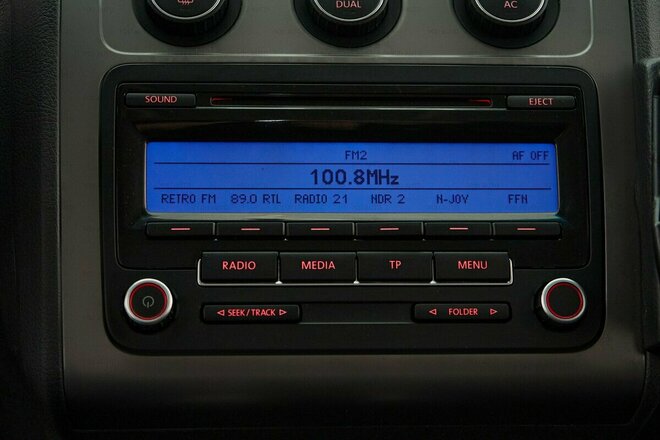 DUAL
AC
SOUND
EJECT
FM2 AF OFF
100.8MHz
RETRO FM 89.0 RTL RADIO 21 NDR 2 N-JOY FFN
RADIO MEDIA TP MENU
SEEK/TRACK
FOLDER